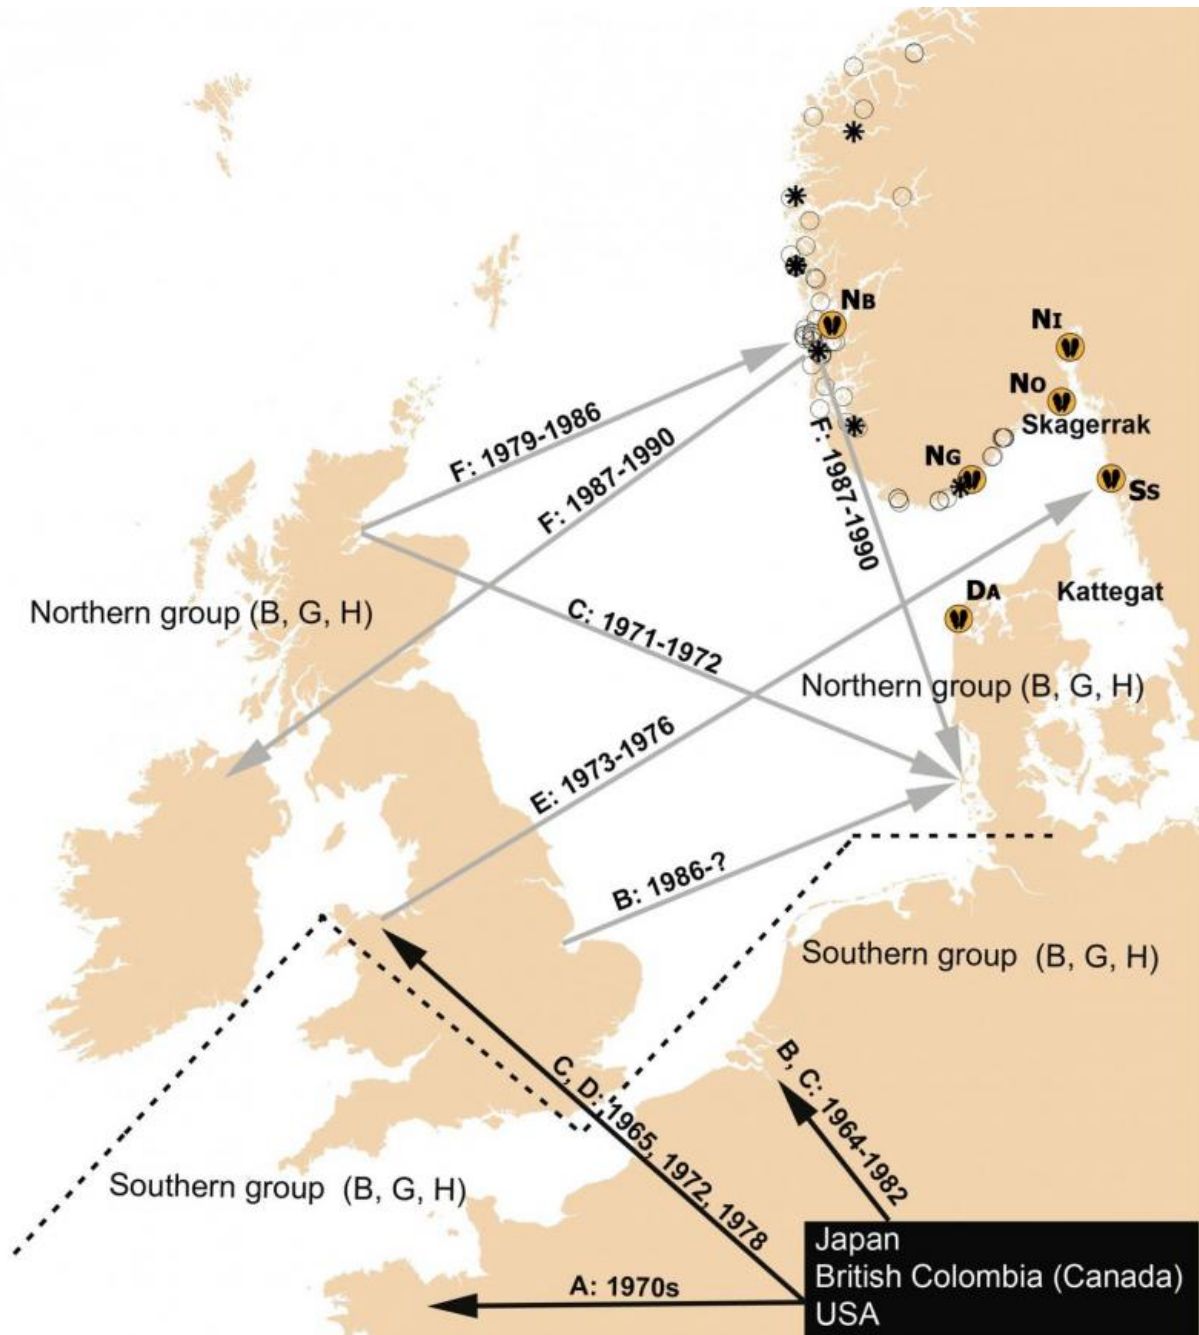 NB
NI
NO
Skagerrak
F: 1979-1986
F: 1987-1990
F: 1987-1990
NG
SS
DA
Kattegat
Northern group (B, G, H)
C: 1971-1972
Northern group (B, G, H)
E: 1973-1976
B: 1986-?
Southern group (B, G, H)
B, C: 1964-1982
C, D: 1965, 1972, 1978
Southern group (B, G, H)
A: 1970s
Japan
British Colombia (Canada)
USA